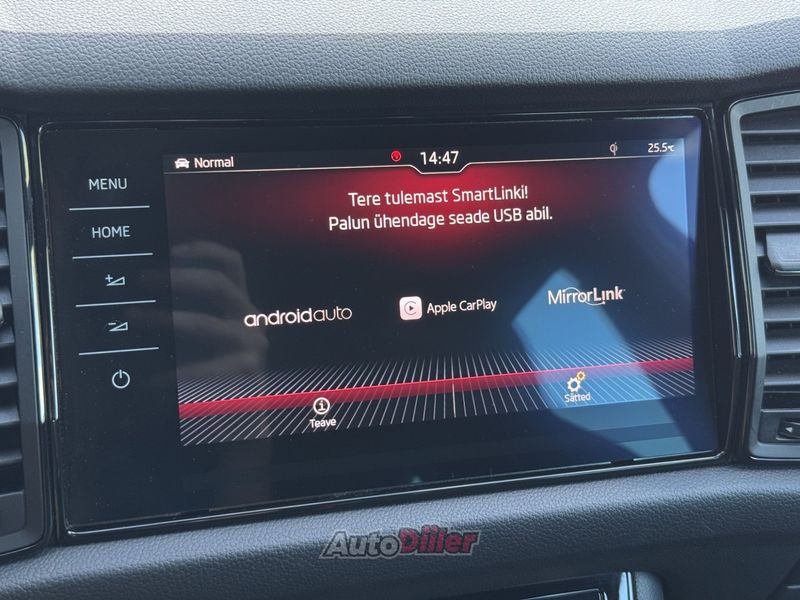 Normal
14:47
25.5°C
MENU
HOME
Tere tulemast SmartLinki!
Palun ühendage seade USB abil.
androidauto
Apple CarPlay
MirrorLink
Teave
Sätted
AutoDiller